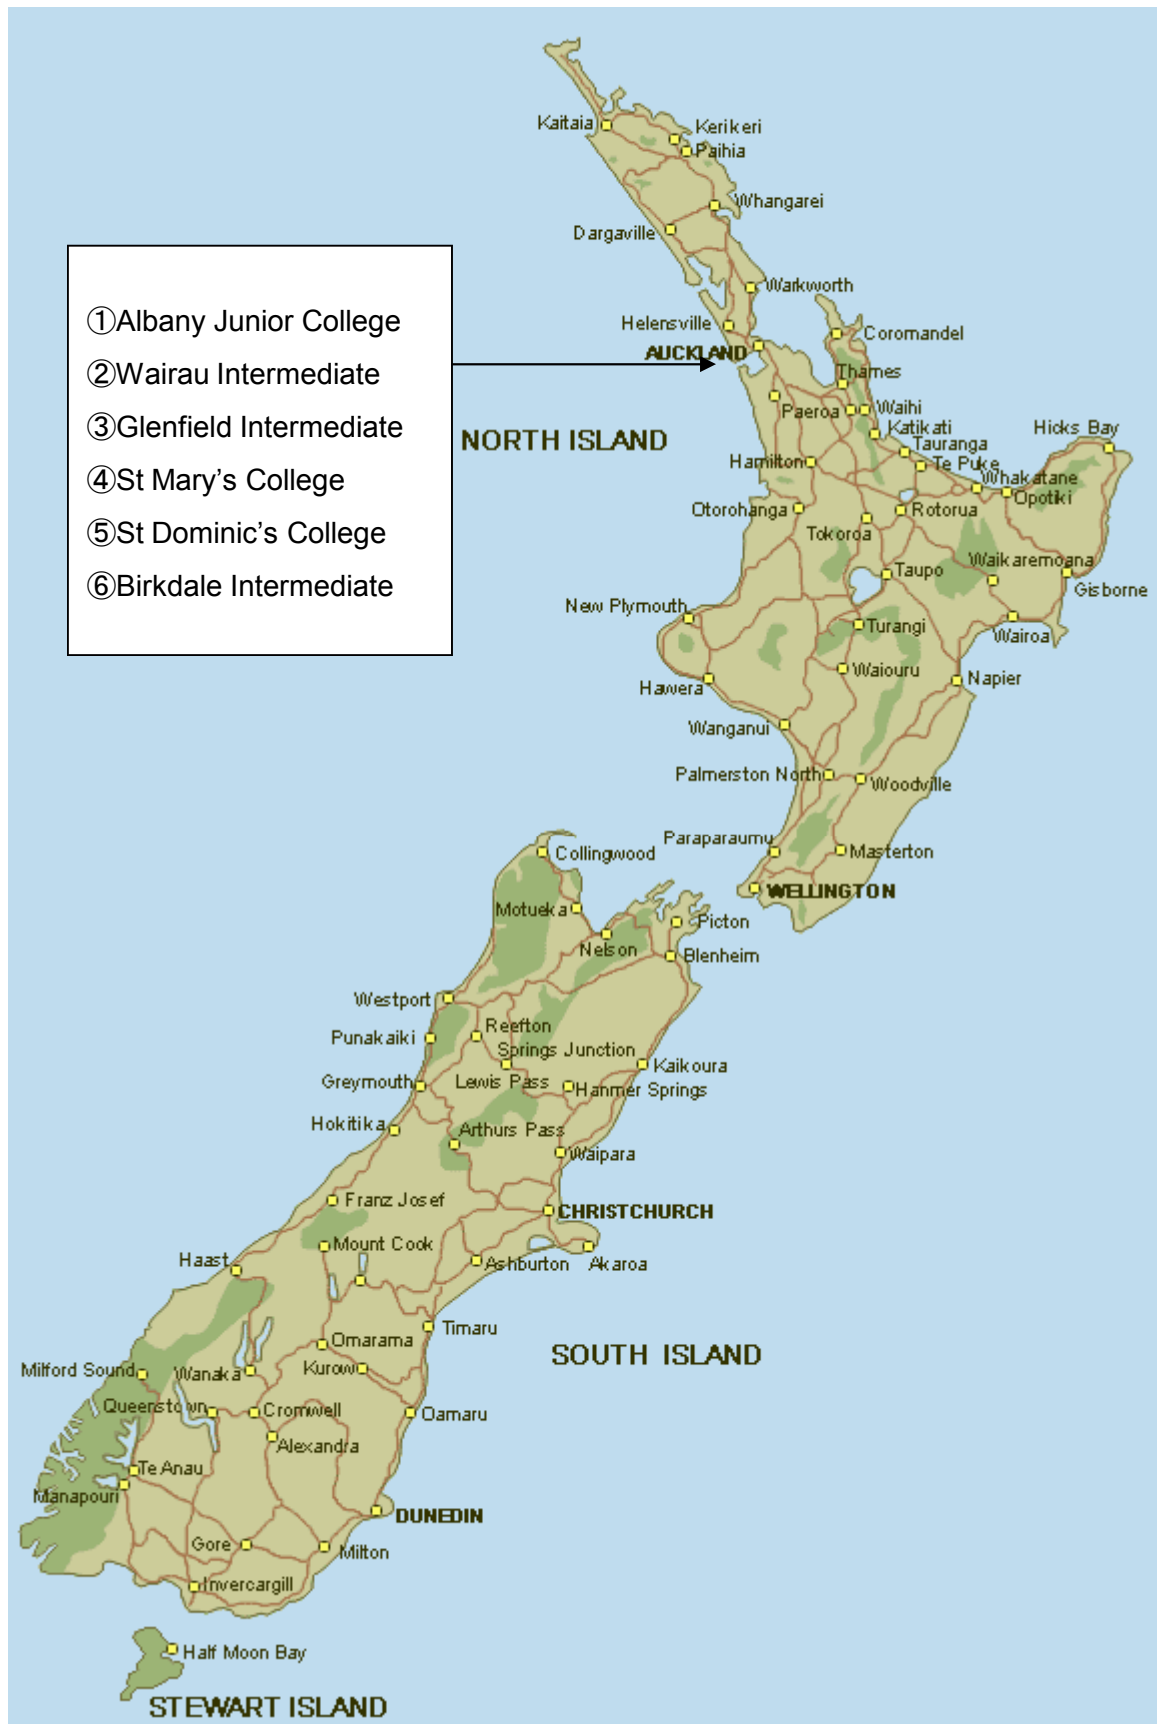 Kaitaia
Kerikeri
Paihia
Whangarei
Dargaville
Warkworth
Helensville
AUCKLAND
Coromandel
Thames
①Albany Junior College
②Wairau Intermediate
③Glenfield Intermediate
④St Mary’s College
⑤St Dominic’s College
⑥Birkdale Intermediate
Paeroa
Waihi
Katikati
NORTH ISLAND
Tauranga
Hicks Bay
Hamilton
Te Puke
Whakatane
Opotiki
Otorohanga
Rotorua
Tokoroa
Waikaremoana
Taupo
Gisborne
New Plymouth
Turangi
Wairoa
Waiouru
Hawera
Napier
Wanganui
Palmerston North
Woodville
Paraparaumu
Masterton
Collingwood
WELLINGTON
Motueka
Picton
Nelson
Blenheim
Westport
Reefton
Punakaiki
Springs Junction
Kaikoura
Greymouth
Lewis Pass
Hanmer Springs
Hokitika
Arthurs Pass
Waipara
Franz Josef
CHRISTCHURCH
Mount Cook
Haast
Ashburton
Akaroa
Timaru
Omarama
SOUTH ISLAND
Milford Sound
Wanaka
Kurow
Queenstown
Cromwell
Oamaru
Alexandra
Te Anau
Manapouri
DUNEDIN
Gore
Milton
Invercargill
Half Moon Bay
STEWART ISLAND